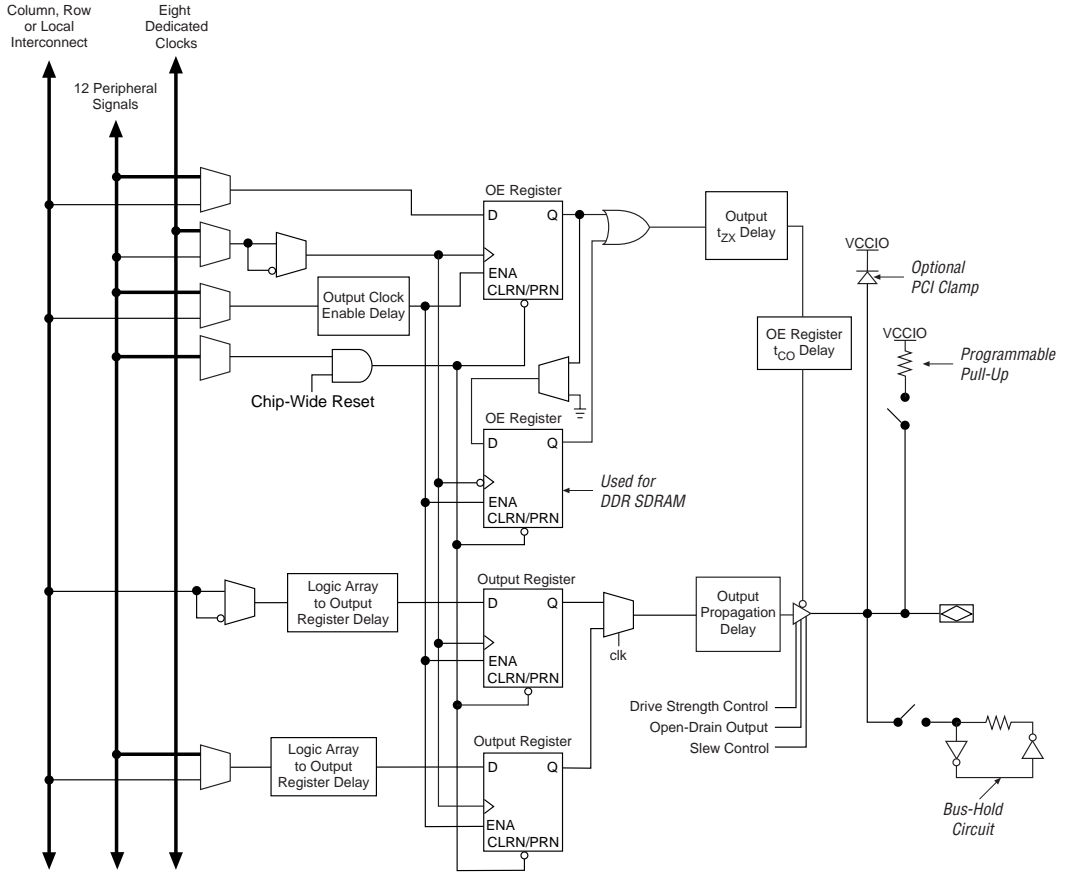 Column, Row
or Local
Interconnect
Eight
Dedicated
Clocks
12 Peripheral
Signals
OE Register
D
Q
ENA
CLRN/PRN
Output
tZX Delay
Output Clock
Enable Delay
Chip-Wide Reset
VCCIO
Optional
PCI Clamp
OE Register
tCO Delay
VCCIO
Programmable
Pull-Up
OE Register
D
Q
ENA
CLRN/PRN
Used for
DDR SDRAM
Logic Array
to Output
Register Delay
Output Register
D
Q
ENA
CLRN/PRN
clk
Output
Propagation
Delay
Drive Strength Control
Open-Drain Output
Slew Control
Logic Array
to Output
Register Delay
Output Register
D
Q
ENA
CLRN/PRN
Bus-Hold
Circuit